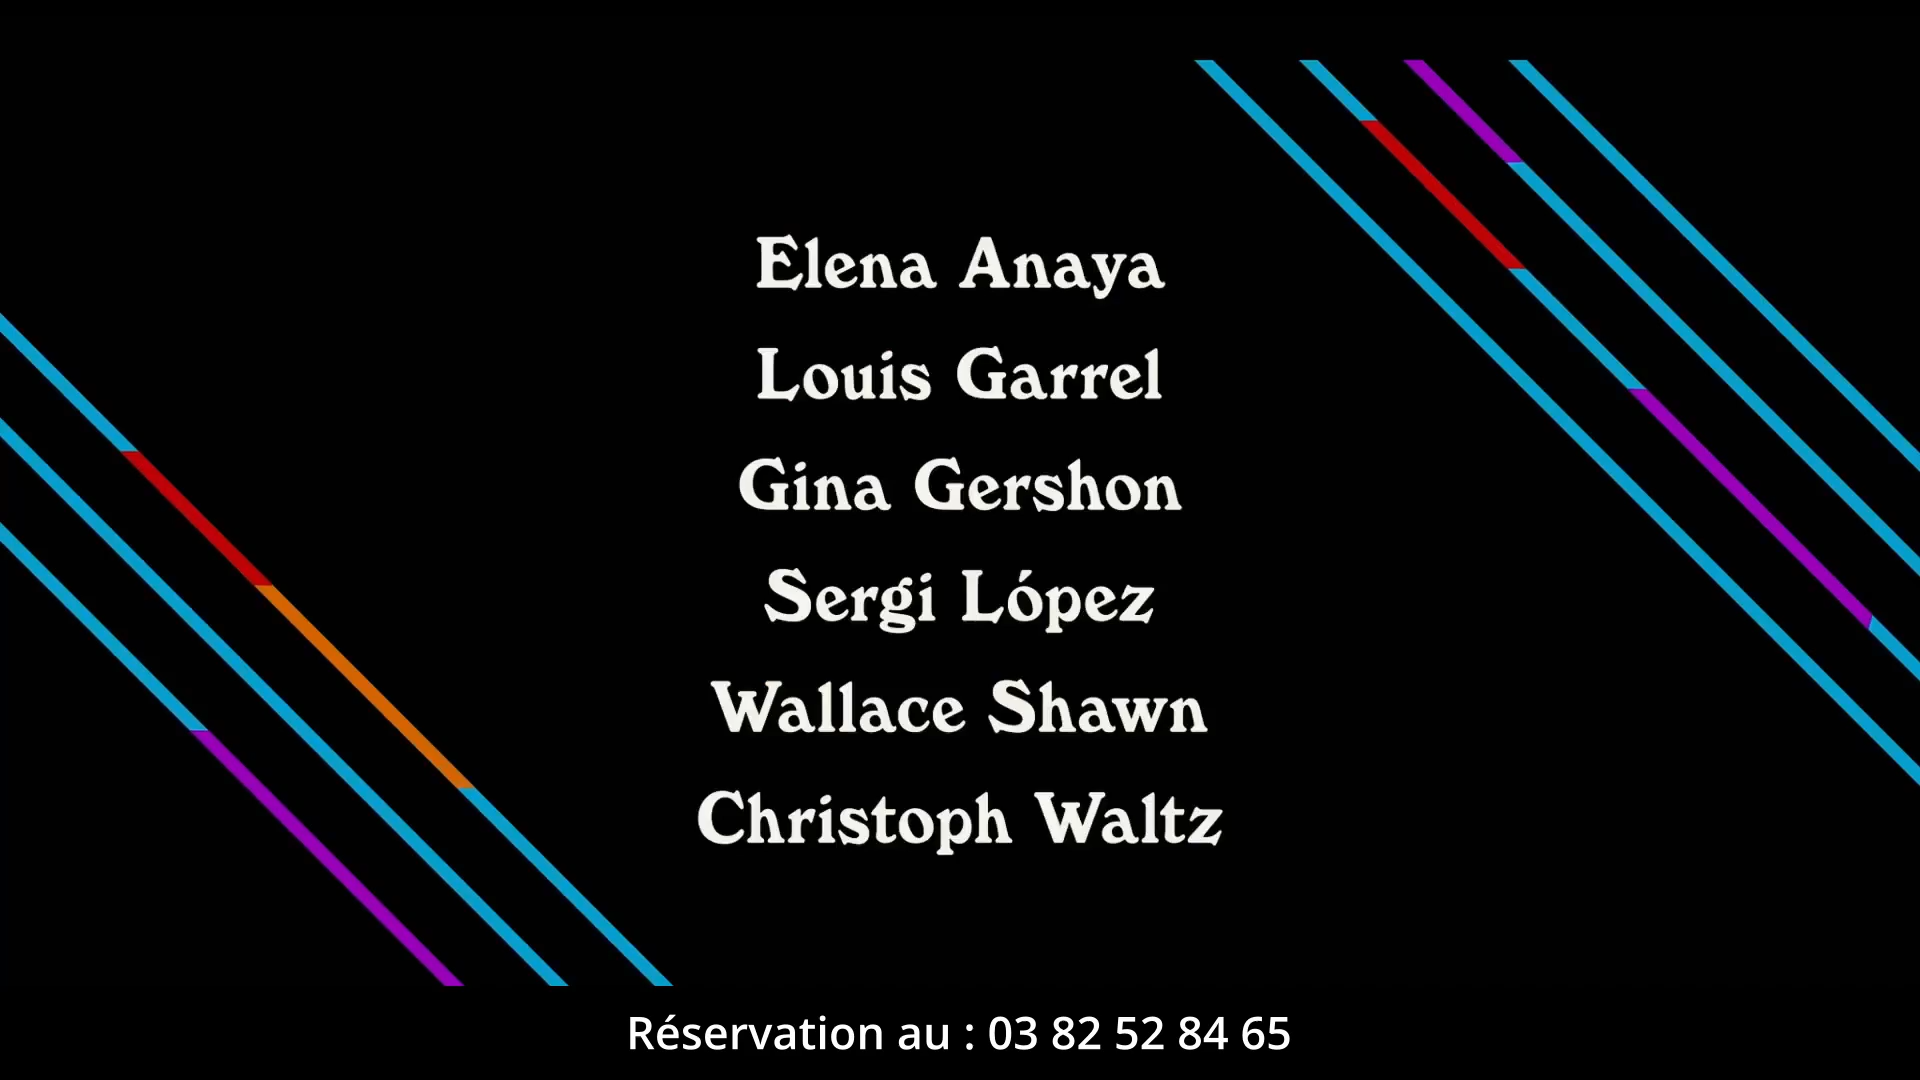 Elena Anaya
Louis Garrel
Gina Gershon
Sergi López
Wallace Shawn
Christoph Waltz
Réservation au : 03 82 52 84 65